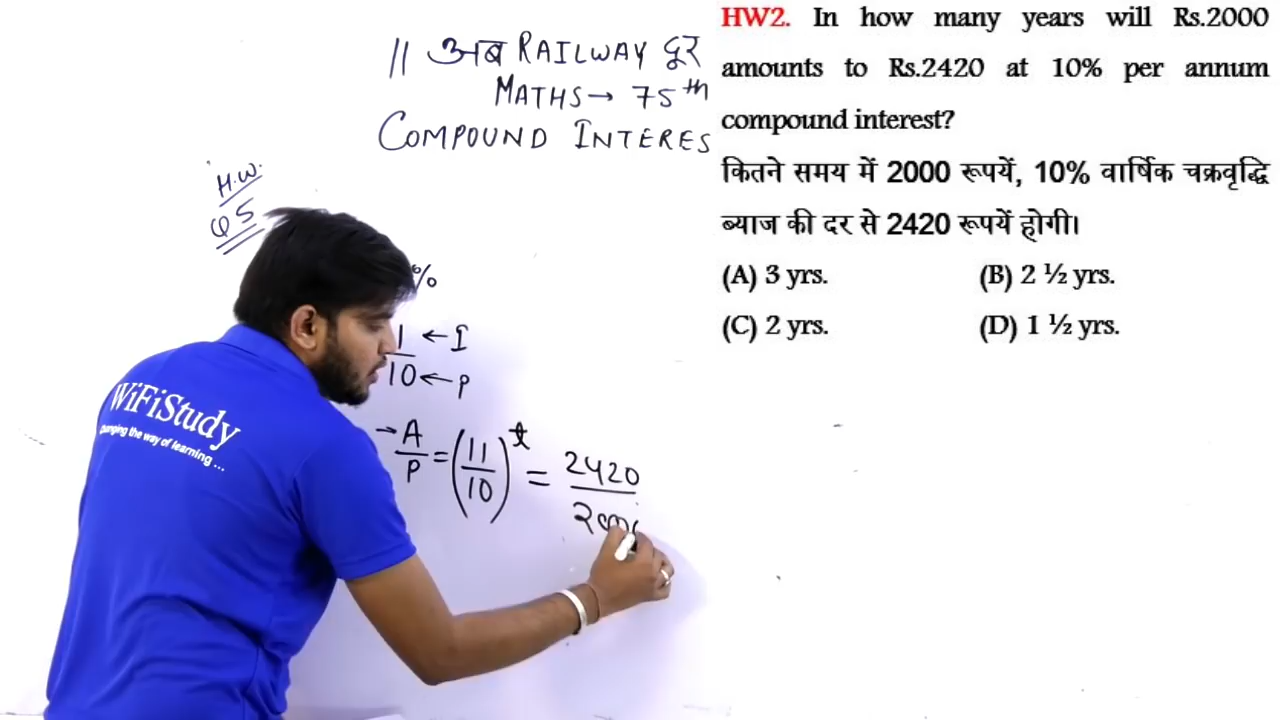 || अब RAILWAY दूर
MATHS→ 75th
COMPOUND INTERES
H.W.
Q5
%
1 ←I
10 ←P
→ A/P = (11/10)^t = 2420
WiFiStudy
changing the way of learning ...
HW2. In how many years will Rs.2000
amounts to Rs.2420 at 10% per annum
compound interest?
कितने समय में 2000 रूपयें, 10% वार्षिक चक्रवृद्धि
ब्याज की दर से 2420 रूपयें होगी।
(A) 3 yrs. (B) 2 ½ yrs.
(C) 2 yrs. (D) 1 ½ yrs.